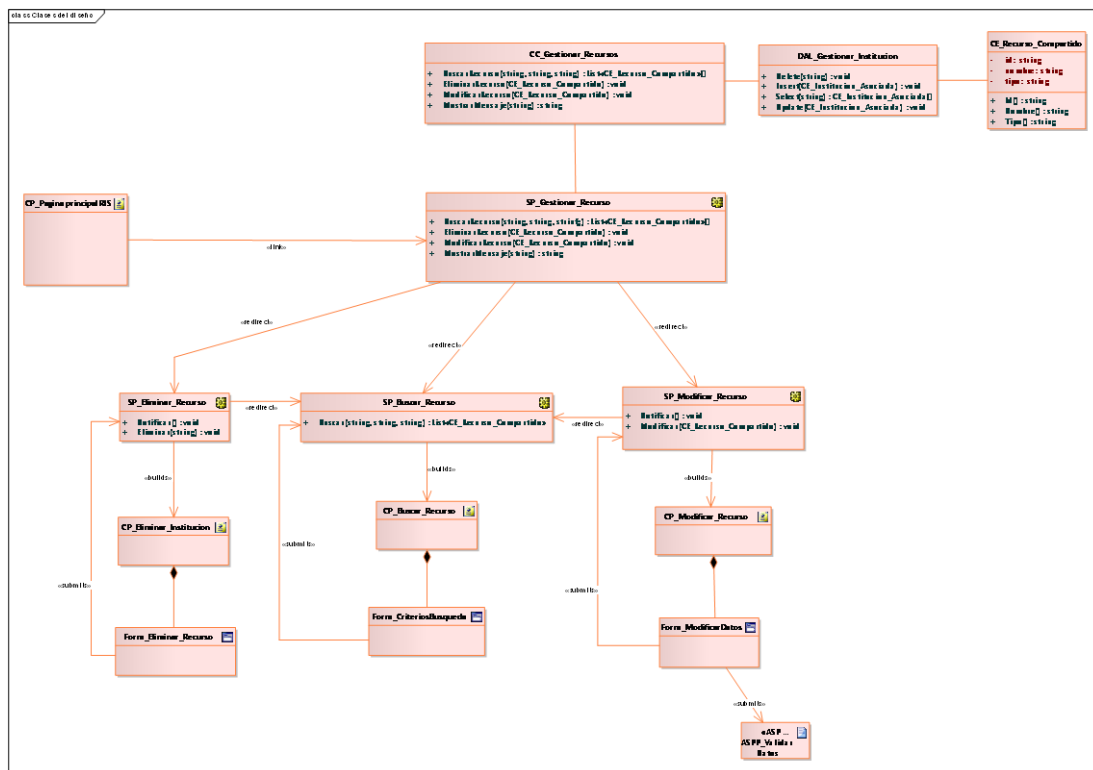 class Clases del diseño
CC_Gestionar_Recursos
+ BuscarRecurso(string, string, string) : List<CE_Recurso_Compartido>[]
+ EliminarRecurso(CE_Recurso_Compartido) : void
+ ModificarRecurso(CE_Recurso_Compartido) : void
+ MostrarMensaje(string) : string
DAL_Gestionar_Institucion
+ Delete(string) : void
+ Insert(CE_Institucion_Asociada) : void
+ Select(string) : CE_Institucion_Asociada[]
+ Update(CE_Institucion_Asociada) : void
CE_Recurso_Compartido
- id: string
- nombre: string
- tipo: string
+ Id() : string
+ Nombre() : string
+ Tipo() : string
CP_Pagina principal RIS
«link»
SP_Gestionar_Recurso
+ BuscarRecurso(string, string, string) : List<CE_Recurso_Compartido>[]
+ EliminarRecurso(CE_Recurso_Compartido) : void
+ ModificarRecurso(CE_Recurso_Compartido) : void
+ MostrarMensaje(string) : string
«redirect»
«redirect»
«redirect»
SP_Eliminar_Recurso
+ Notificar() : void
+ Eliminar(string) : void
«redirect»
SP_Buscar_Recurso
+ Buscar(string, string, string) : List<CE_Recurso_Compartido>
«redirect»
SP_Modificar_Recurso
+ Notificar() : void
+ Modificar(CE_Recurso_Compartido) : void
«builds»
«builds»
«builds»
CP_Eliminar_Institucion
CP_Buscar_Recurso
CP_Modificar_Recurso
«submits»
«submits»
«submits»
Form_Eliminar_Recurso
Form_CriteriosBusqueda
Form_ModificarDatos
«submits»
«ASP...
ASPP_Validar
Datos